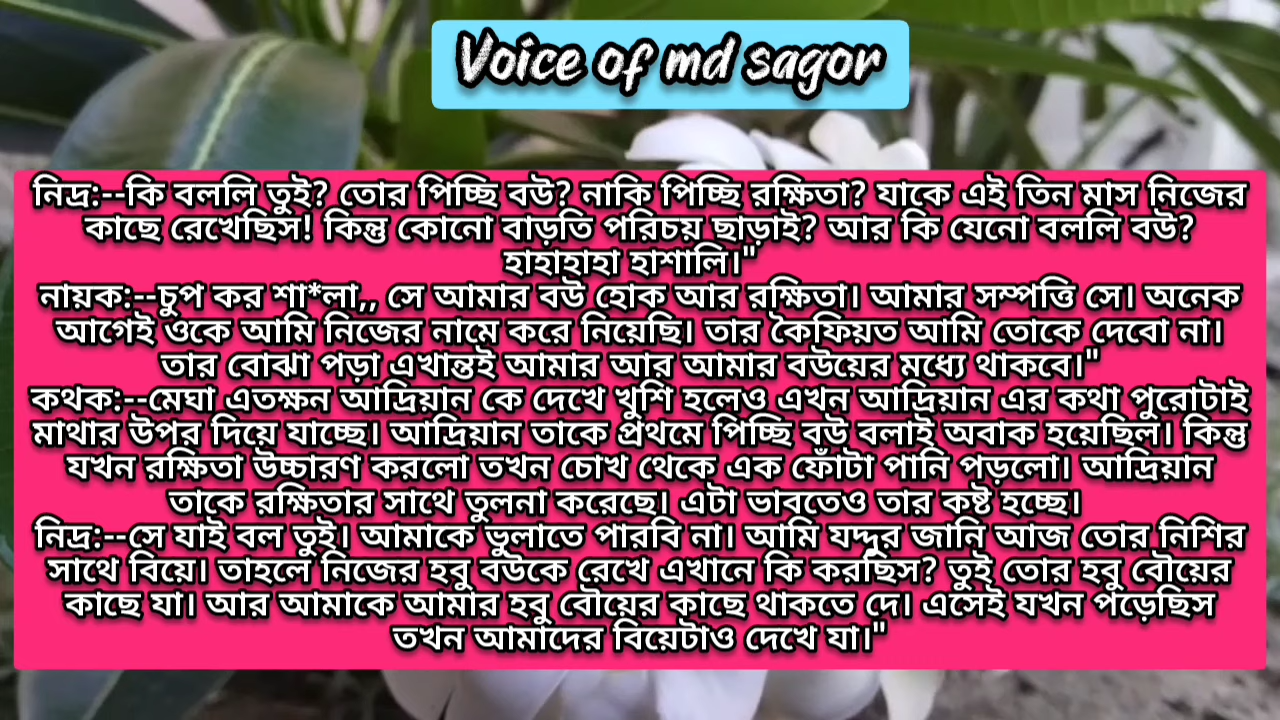 Voice of md sagor
নিদ্র:--কি বললি তুই? তোর পিচ্ছি বউ? নাকি পিচ্ছি রক্ষিতা? যাকে এই তিন মাস নিজের
কাছে রেখেছিস! কিন্তু কোনো বাড়তি পরিচয় ছাড়াই? আর কি যেনো বললি বউ?
হাহাহাহা হাশালি।"
নায়ক:--চুপ কর শা*লা,, সে আমার বউ হোক আর রক্ষিতা। আমার সম্পত্তি সে। অনেক
আগেই ওকে আমি নিজের নামে করে নিয়েছি। তার কৈফিয়ত আমি তোকে দেবো না।
তার বোঝা পড়া এখান্তই আমার আর আমার বউয়ের মধ্যে থাকবে।"
কথক:--মেঘা এতক্ষন আদ্রিয়ান কে দেখে খুশি হলেও এখন আদ্রিয়ান এর কথা পুরোটাই
মাথার উপর দিয়ে যাচ্ছে। আদ্রিয়ান তাকে প্রথমে পিচ্ছি বউ বলাই অবাক হয়েছিল। কিন্তু
যখন রক্ষিতা উচ্চারণ করলো তখন চোখ থেকে এক ফোঁটা পানি পড়লো। আদ্রিয়ান
তাকে রক্ষিতার সাথে তুলনা করেছে। এটা ভাবতেও তার কষ্ট হচ্ছে।
নিদ্র:--সে যাই বল তুই। আমাকে ভুলাতে পারবি না। আমি যদ্দুর জানি আজ তোর নিশির
সাথে বিয়ে। তাহলে নিজের হবু বউকে রেখে এখানে কি করছিস? তুই তোর হবু বৌয়ের
কাছে যা। আর আমাকে আমার হবু বৌয়ের কাছে থাকতে দে। এসেই যখন পড়েছিস
তখন আমাদের বিয়েটাও দেখে যা।"